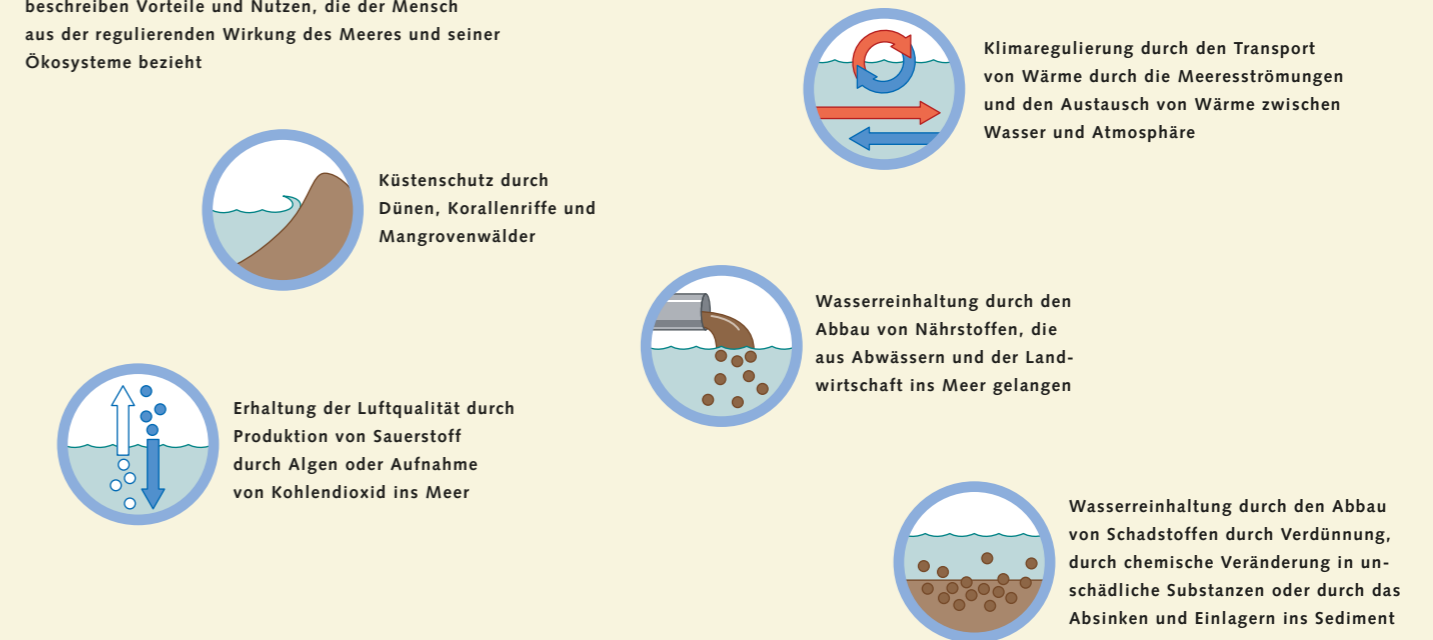 beschreiben Vorteile und Nutzen, die der Mensch
aus der regulierenden Wirkung des Meeres und seiner
Ökosysteme bezieht
Klimaregulierung durch den Transport
von Wärme durch die Meeresströmungen
und den Austausch von Wärme zwischen
Wasser und Atmosphäre
Küstenschutz durch
Dünen, Korallenriffe und
Mangrovenwälder
Wasserreinhaltung durch den
Abbau von Nährstoffen, die
aus Abwässern und der Land-
wirtschaft ins Meer gelangen
Erhaltung der Luftqualität durch
Produktion von Sauerstoff
durch Algen oder Aufnahme
von Kohlendioxid ins Meer
Wasserreinhaltung durch den Abbau
von Schadstoffen durch Verdünnung,
durch chemische Veränderung in un-
schädliche Substanzen oder durch das
Absinken und Einlagern ins Sediment